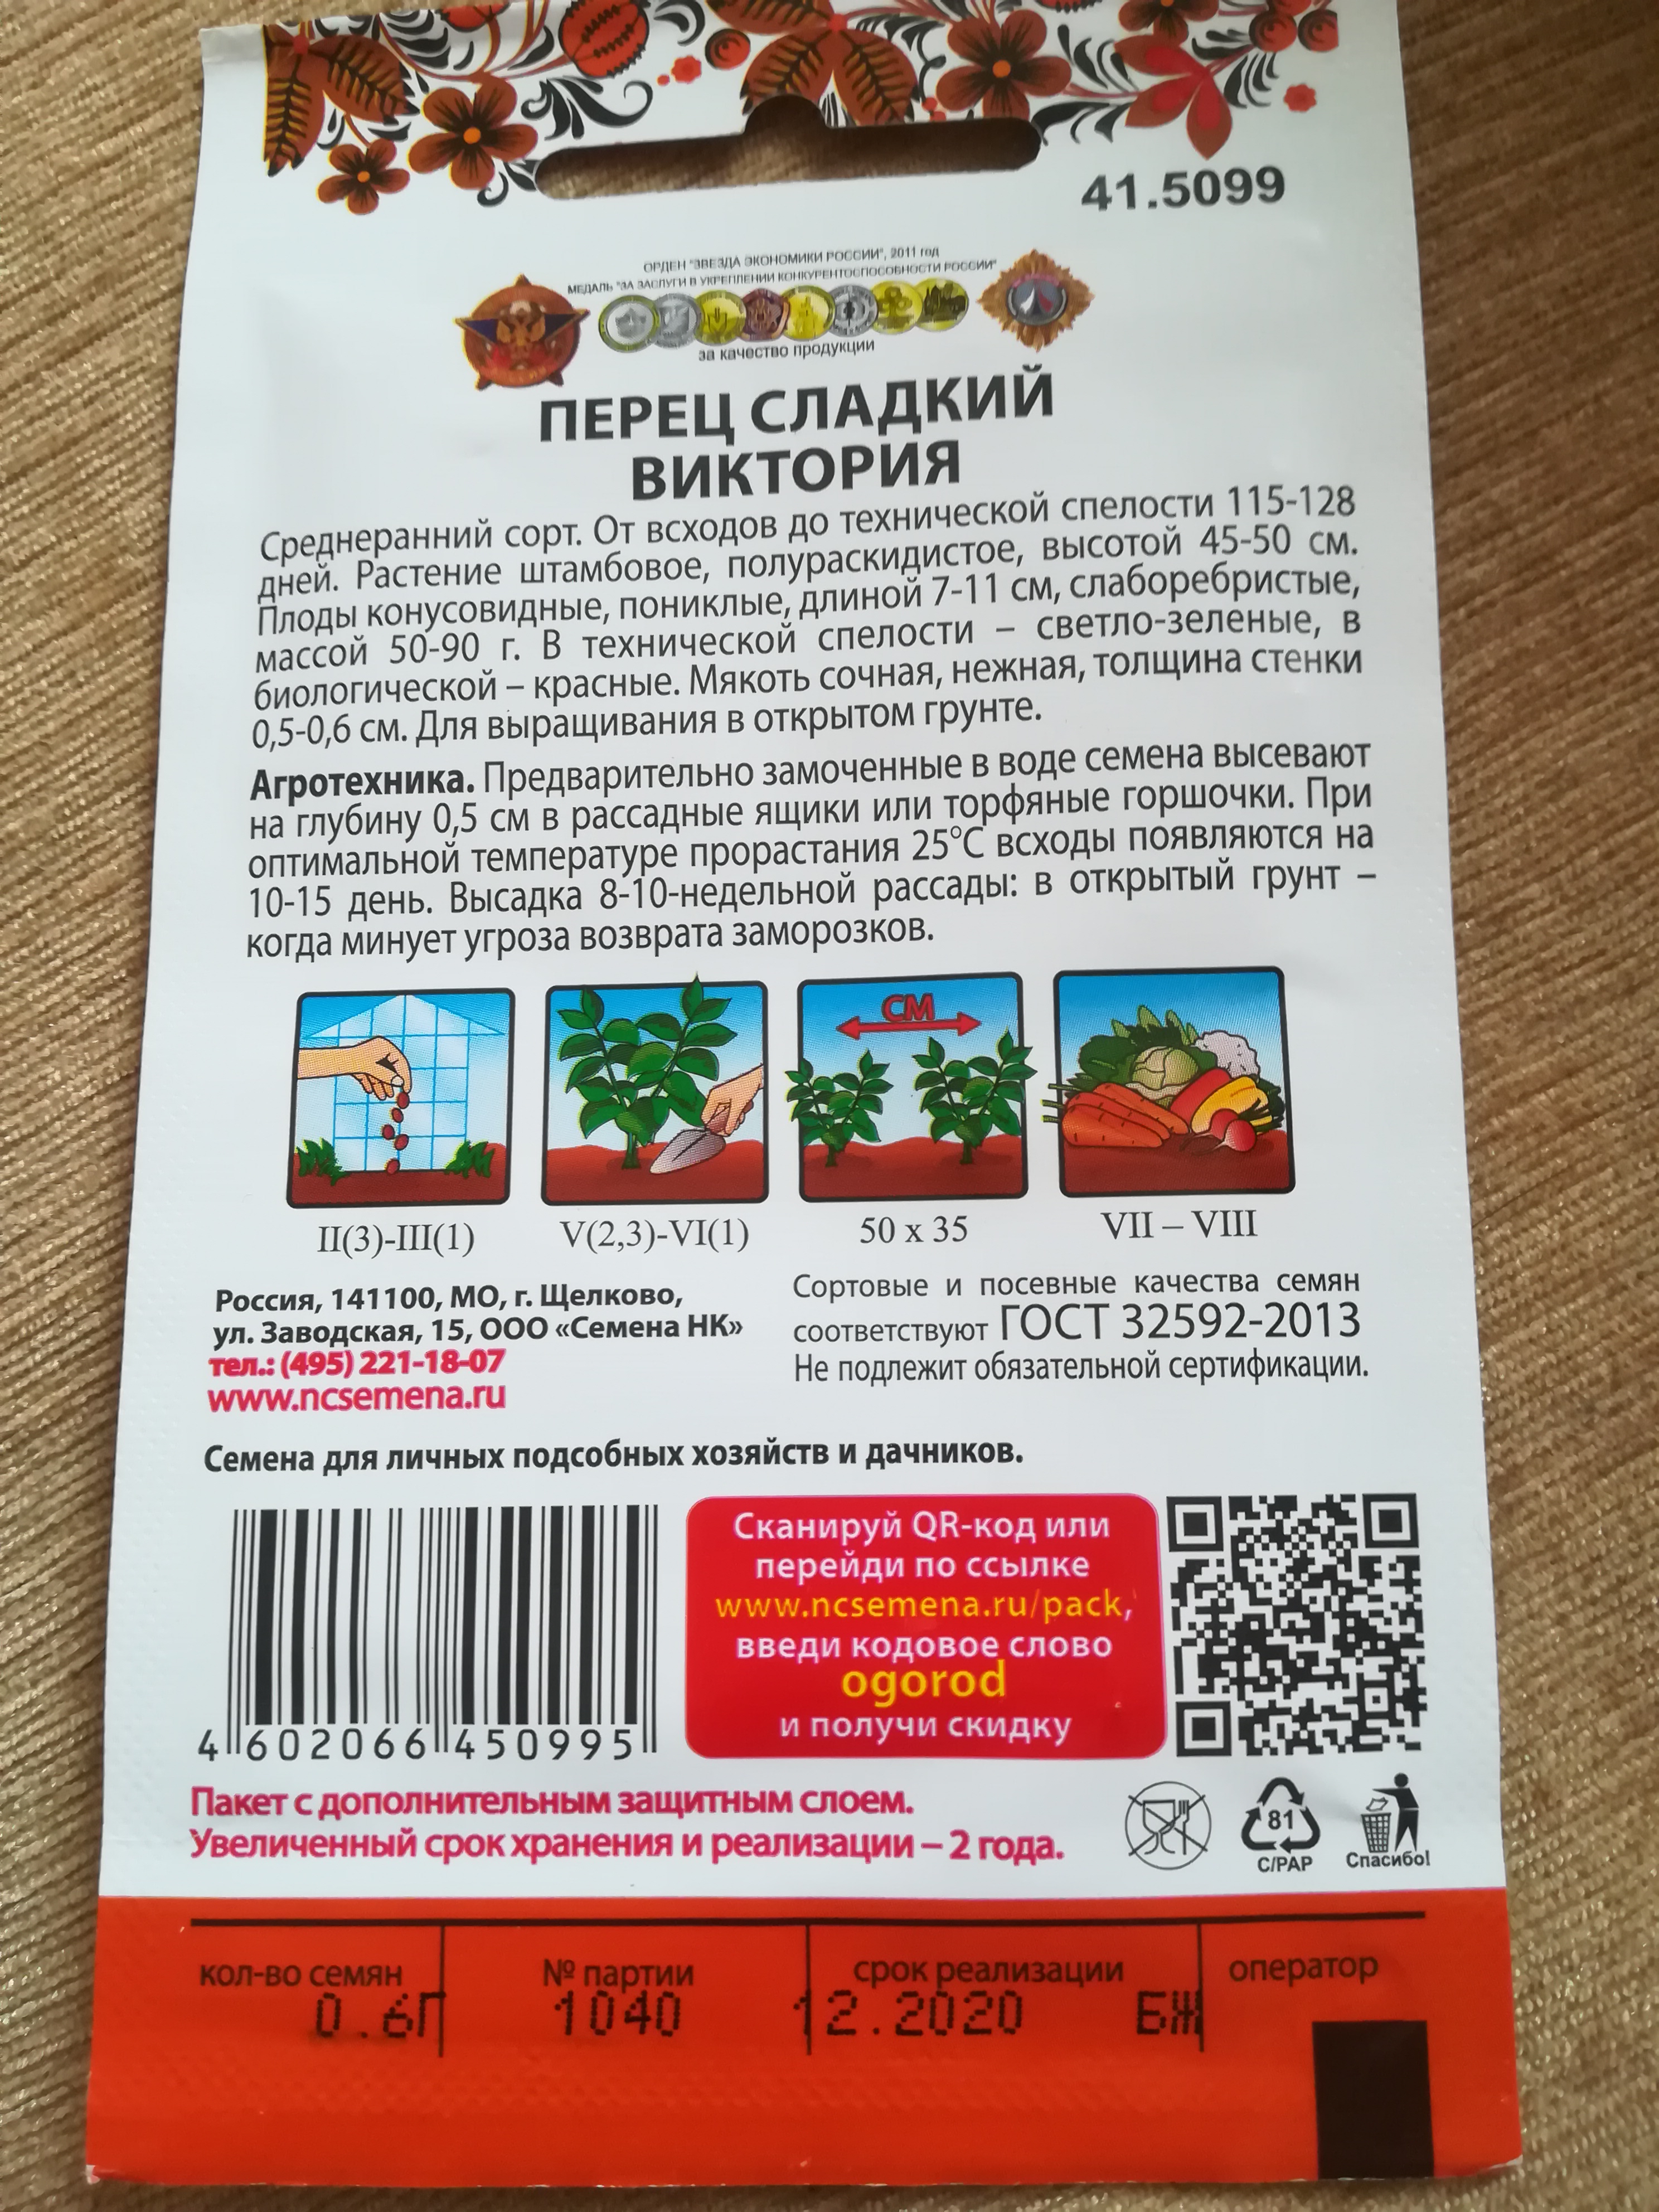 41.5099
ОРДЕН "ЗВЕЗДА ЭКОНОМИКИ РОССИИ", 2011 год
МЕДАЛЬ "ЗА ЗАСЛУГИ В УКРЕПЛЕНИИ КОНКУРЕНТОСПОСОБНОСТИ РОССИИ"
за качество продукции
ПЕРЕЦ СЛАДКИЙ
ВИКТОРИЯ
Среднеранний сорт. От всходов до технической спелости 115-128
дней. Растение штамбовое, полураскидистое, высотой 45-50 см.
Плоды конусовидные, пониклые, длиной 7-11 см, слаборебристые,
массой 50-90 г. В технической спелости – светло-зеленые, в
биологической – красные. Мякоть сочная, нежная, толщина стенки
0,5-0,6 см. Для выращивания в открытом грунте.
Агротехника. Предварительно замоченные в воде семена высевают
на глубину 0,5 см в рассадные ящики или торфяные горшочки. При
оптимальной температуре прорастания 25°С всходы появляются на
10-15 день. Высадка 8-10-недельной рассады: в открытый грунт –
когда минует угроза возврата заморозков.
СМ
II(3)-III(1) V(2,3)-VI(1) 50 x 35 VII – VIII
Россия, 141100, МО, г. Щелково,
ул. Заводская, 15, ООО «Семена НК»
тел.: (495) 221-18-07
www.ncsemena.ru
Сортовые и посевные качества семян
соответствуют ГОСТ 32592-2013
Не подлежит обязательной сертификации.
Семена для личных подсобных хозяйств и дачников.
4 602066 450995
Сканируй QR-код или
перейди по ссылке
www.ncsemena.ru/pack,
введи кодовое слово
ogorod
и получи скидку
Пакет с дополнительным защитным слоем.
Увеличенный срок хранения и реализации – 2 года.
81
C/PAP
Спасибо!
кол-во семян № партии срок реализации оператор
0.6П 1040 12.2020 БЖ